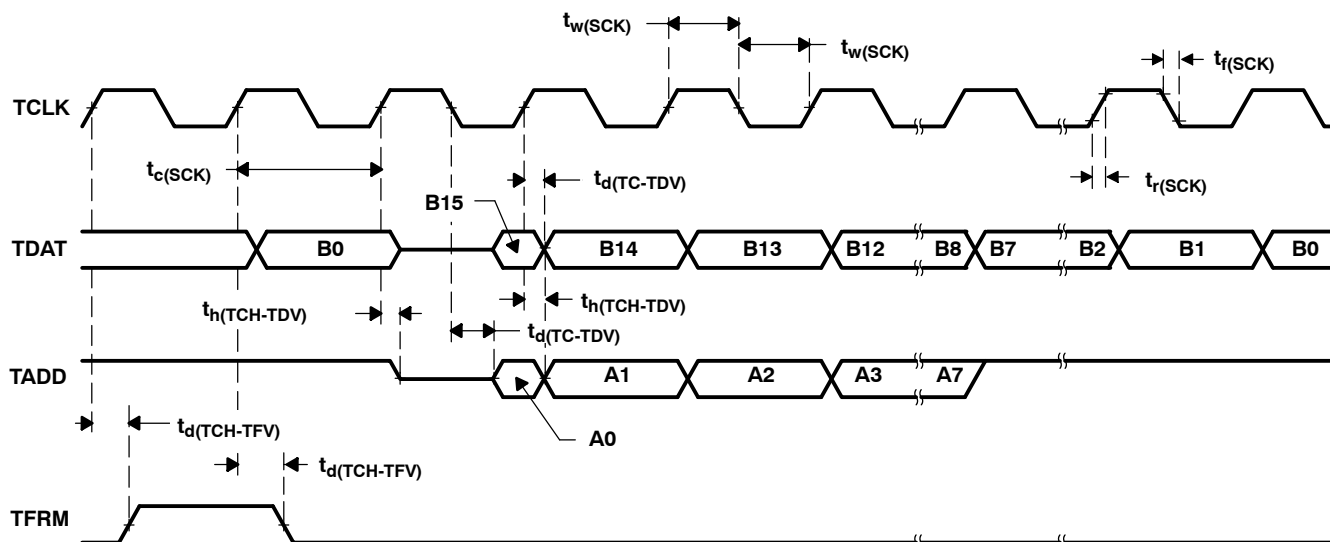 tw(SCK)
tw(SCK)
tf(SCK)
TCLK
tc(SCK)
td(TC-TDV)
tr(SCK)
B15
TDAT
B0
B14
B13
B12
B8
B7
B2
B1
B0
th(TCH-TDV)
th(TCH-TDV)
td(TC-TDV)
TADD
A1
A2
A3
A7
td(TCH-TFV)
A0
td(TCH-TFV)
TFRM